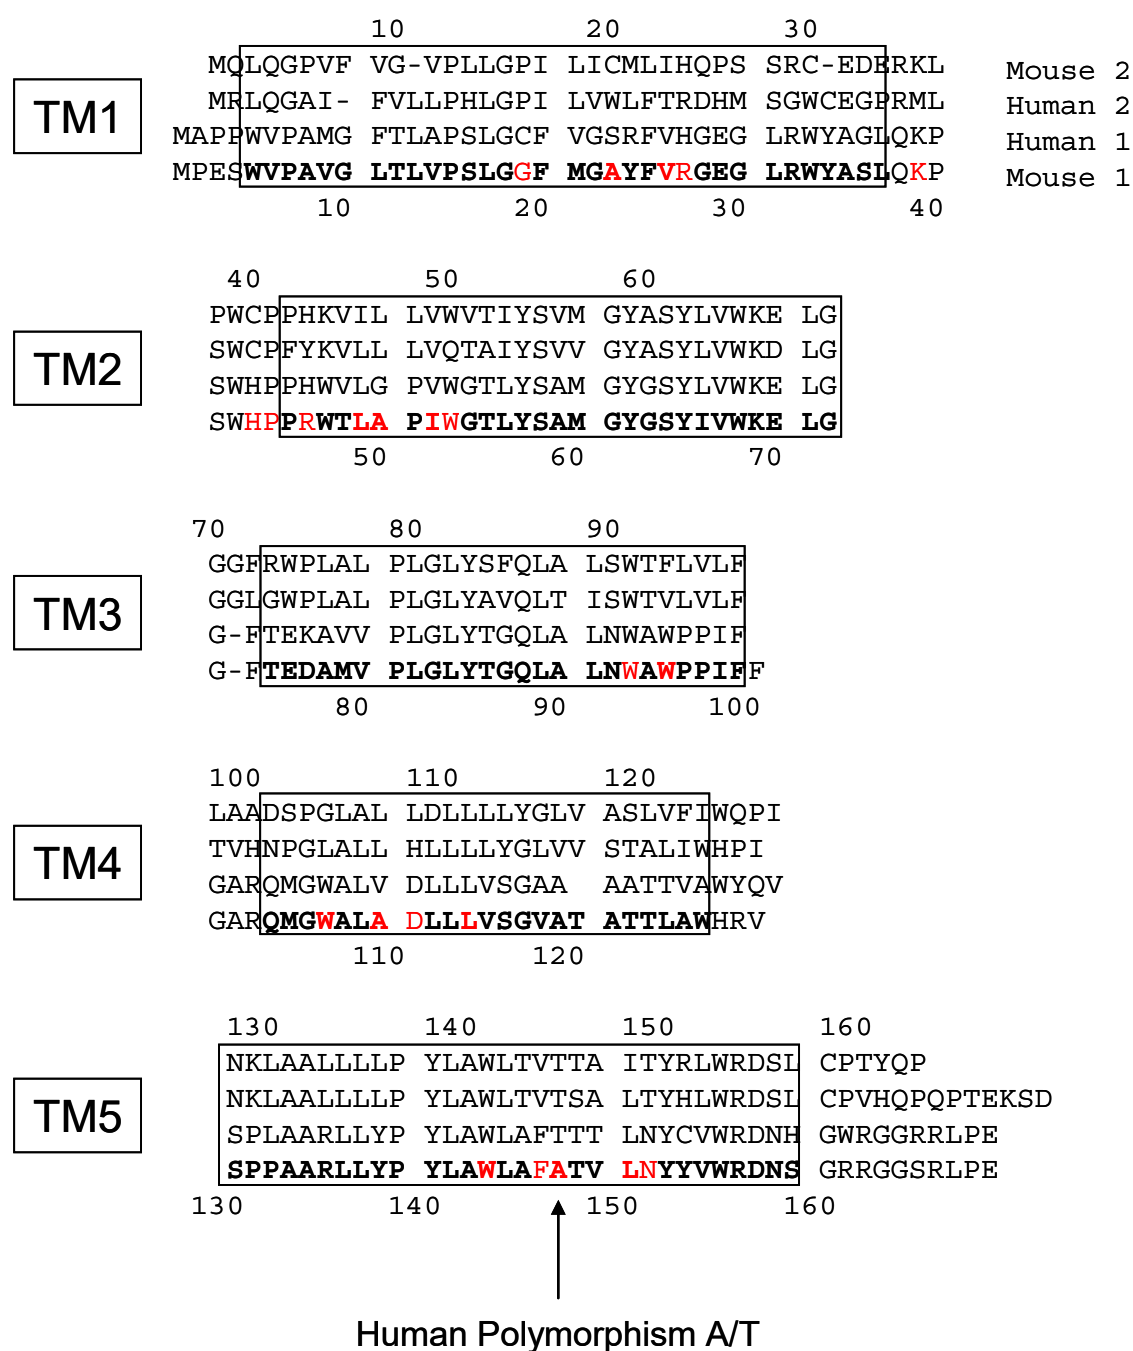 10 20 30
MQLQGPVF VG-VPLLGPI LICMLIHQPS SRC-EDERKL Mouse 2
MRLQGAI- FVLLPHLGPI LVWLFTRDHM SGWCEGPRML Human 2
TM1
MAPPWVPAMG FTLAPSLGCF VGSRFVHGEG LRWYAGLQKP Human 1
MPESWVPAVG LTLVPSLGGF MGAYFVRGEG LRWYASLQKP Mouse 1
10 20 30 40
40 50 60
PWCPPHKVIL LVWVTIYSVM GYASYLVWKE LG
SWCPFYKVLL LVQTAIYSVV GYASYLVWKD LG
TM2
SWHPPHWVLG PVWGTLYSAM GYGSYLVWKE LG
SWHPPRWTLA PIWGTLYSAM GYGSYIVWKE LG
50 60 70
70 80 90
GGFRWPLAL PLGLYSFQLA LSWTFLVLF
GGLGWPLAL PLGLYAVQLT ISWTVLVLF
TM3
G-FTEKAVV PLGLYTGQLA LNWAWPPIF
G-FTEDAMV PLGLYTGQLA LNWAWPPIFF
80 90 100
100 110 120
LAADSPGLAL LDLLLLYGLV ASLVFIWQPI
TVHNPGLALL HLLLLYGLVV STALIWHPI
TM4
GARQMGWALV DLLLVSGAA AATTVAWYQV
GARQMGWALA DLLLVSGVAT ATTLAWHRV
110 120
130 140 150 160
NKLAALLLLP YLAWLTVTTA ITYRLWRDSL CPTYQP
NKLAALLLLP YLAWLTVTSA LTYHLWRDSL CPVHQPQPTEKSD
TM5
SPLAARLLYP YLAWLAFTTT LNYCVWRDNH GWRGGRRLPE
SPPAARLLYP YLAWLAFATV LNYYVWRDNS GRRGGSRLPE
130 140 150 160
Human Polymorphism A/T